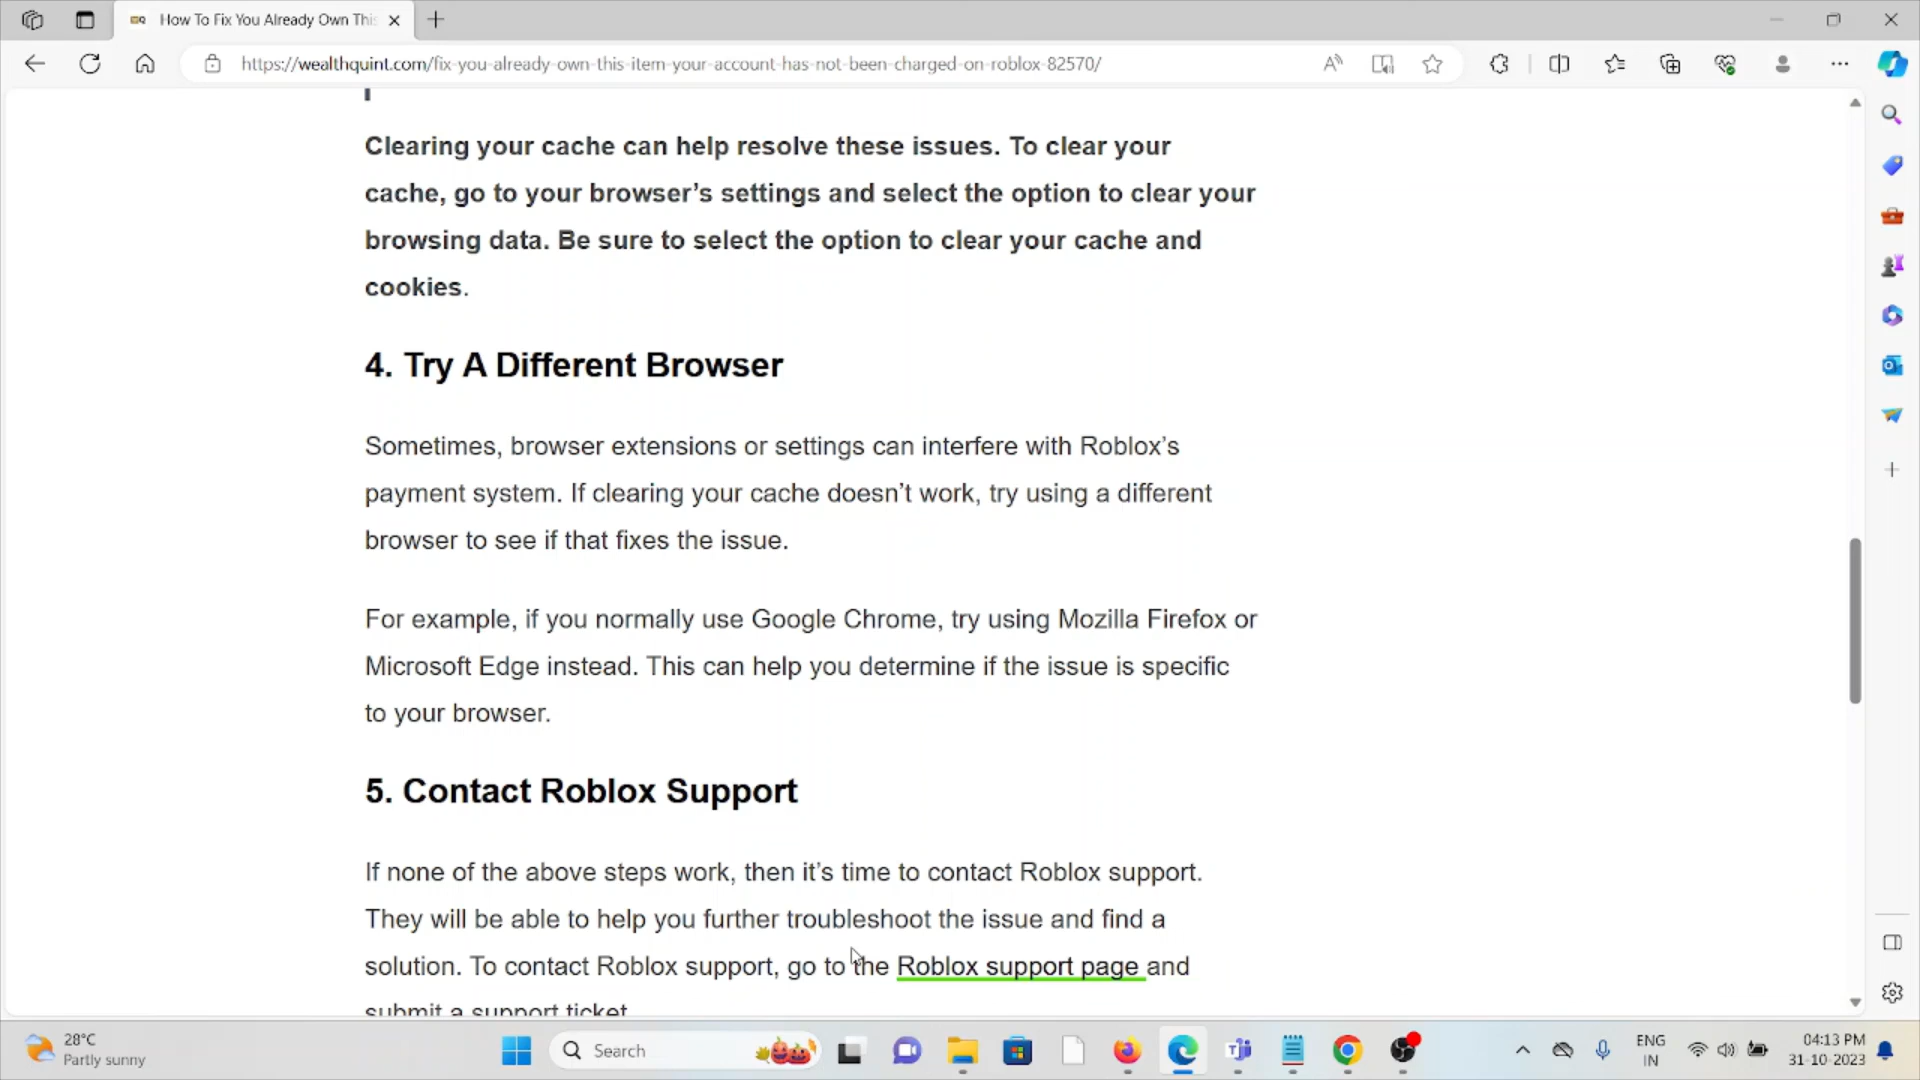 How To Fix You Already Own This
https://wealthquint.com/fix-you-already-own-this-item-your-account-has-not-been-charged-on-roblox-82570/
Clearing your cache can help resolve these issues. To clear your
cache, go to your browser’s settings and select the option to clear your
browsing data. Be sure to select the option to clear your cache and
cookies.
4. Try A Different Browser
Sometimes, browser extensions or settings can interfere with Roblox’s
payment system. If clearing your cache doesn’t work, try using a different
browser to see if that fixes the issue.
For example, if you normally use Google Chrome, try using Mozilla Firefox or
Microsoft Edge instead. This can help you determine if the issue is specific
to your browser.
5. Contact Roblox Support
If none of the above steps work, then it’s time to contact Roblox support.
They will be able to help you further troubleshoot the issue and find a
solution. To contact Roblox support, go to the Roblox support page and
submit a support ticket.
28°C
Partly sunny
Search
ENG
IN
04:13 PM
31-10-2023